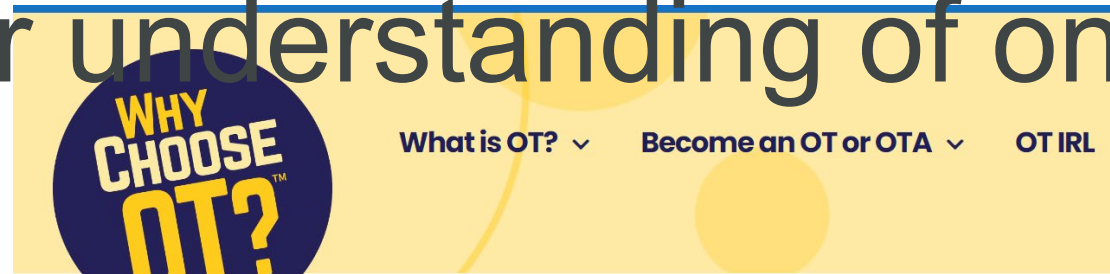 r understanding of on
WHY
CHOOSE
OT?™
What is OT? Become an OT or OTA OT IRL